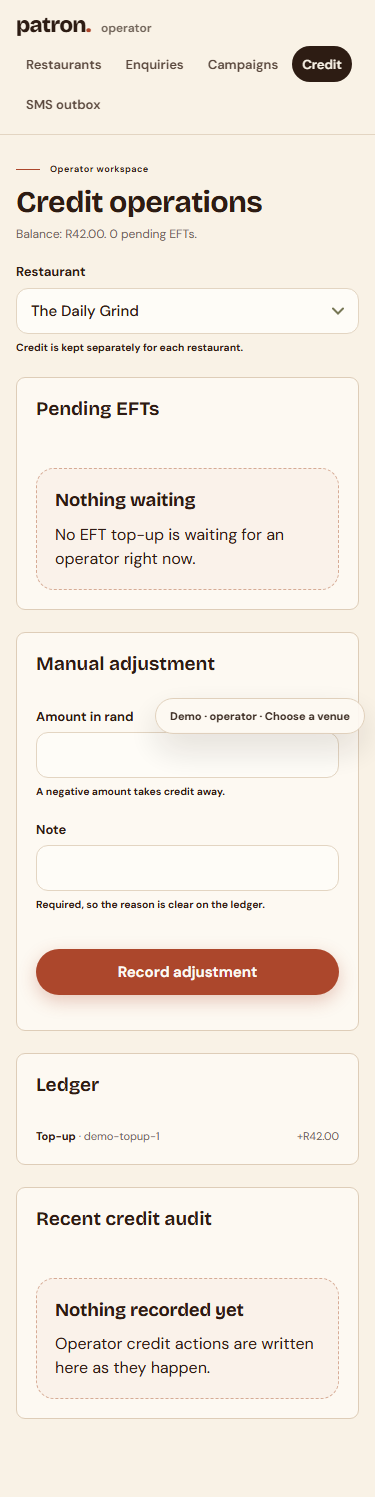 patron. operator
Restaurants Enquiries Campaigns Credit
SMS outbox
Operator workspace
Credit operations
Balance: R42.00. 0 pending EFTs.
Restaurant
The Daily Grind
Credit is kept separately for each restaurant.
Pending EFTs
Nothing waiting
No EFT top-up is waiting for an
operator right now.
Manual adjustment
Amount in rand
Demo · operator · Choose a venue
A negative amount takes credit away.
Note
Required, so the reason is clear on the ledger.
Record adjustment
Ledger
Top-up · demo-topup-1 +R42.00
Recent credit audit
Nothing recorded yet
Operator credit actions are written
here as they happen.